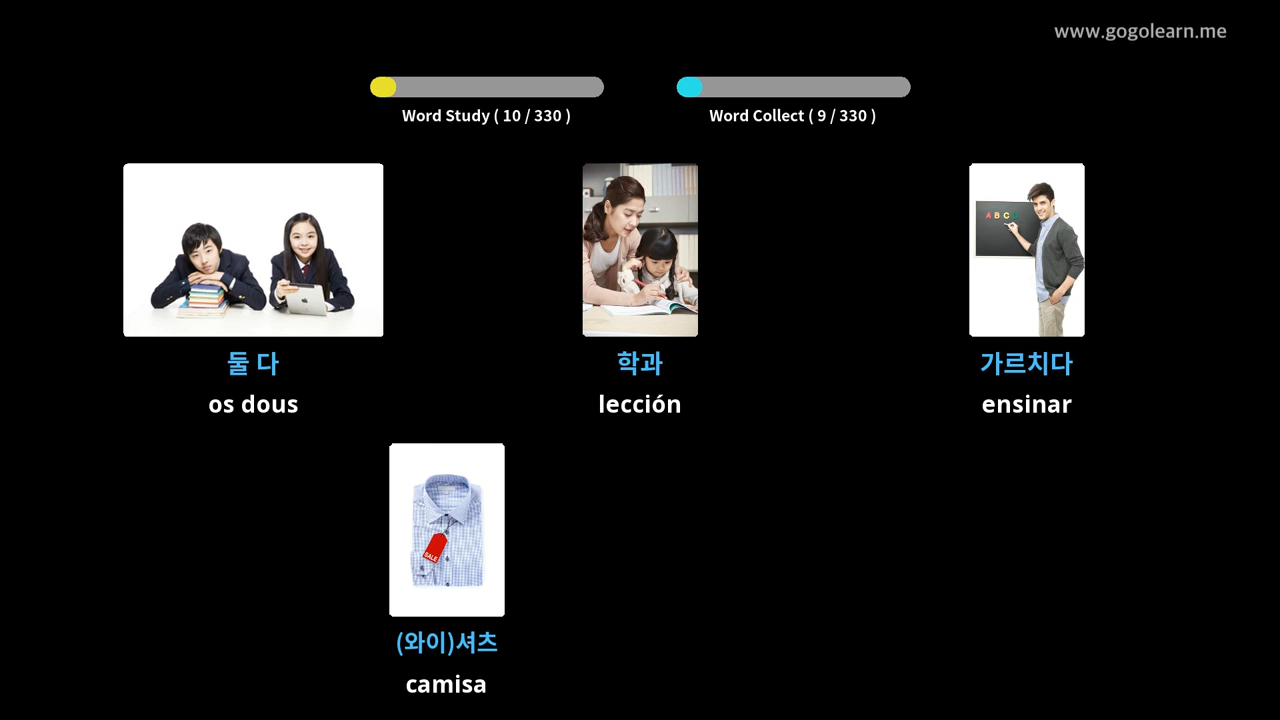 www.gogolearn.me
Word Study ( 10 / 330 )
Word Collect ( 9 / 330 )
A B C D
둘 다
os dous
학과
lección
가르치다
ensinar
SALE
(와이)셔츠
camisa